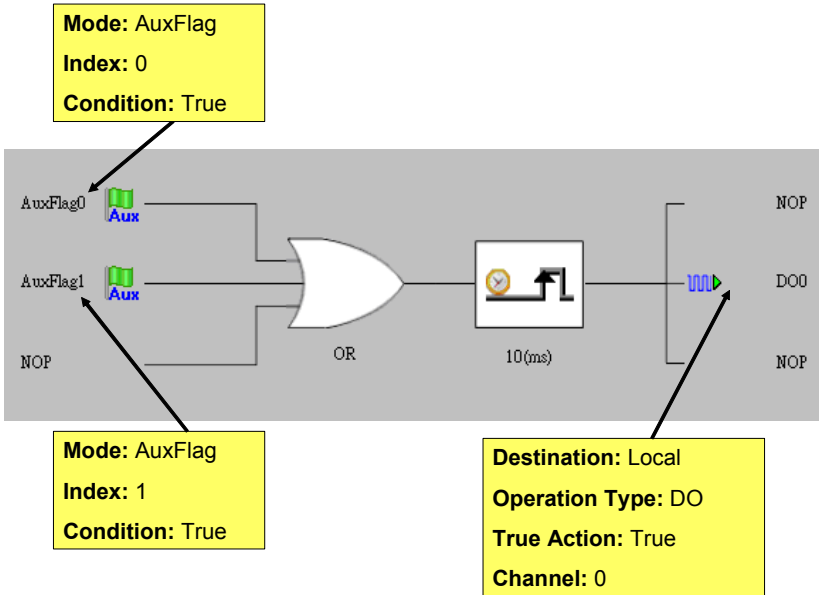 Mode: AuxFlag
Index: 0
Condition: True
AuxFlag0
Aux
NOP
AuxFlag1
Aux
DO0
NOP
OR
10(ms)
NOP
Mode: AuxFlag
Index: 1
Condition: True
Destination: Local
Operation Type: DO
True Action: True
Channel: 0